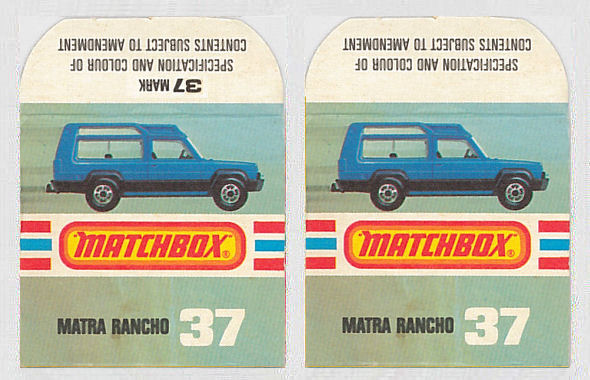 CONTENTS SUBJECT TO AMENDMENT
SPECIFICATION AND COLOUR OF
37 MARK
MATCHBOX®
MATRA RANCHO 37
CONTENTS SUBJECT TO AMENDMENT
SPECIFICATION AND COLOUR OF
MATCHBOX®
MATRA RANCHO 37